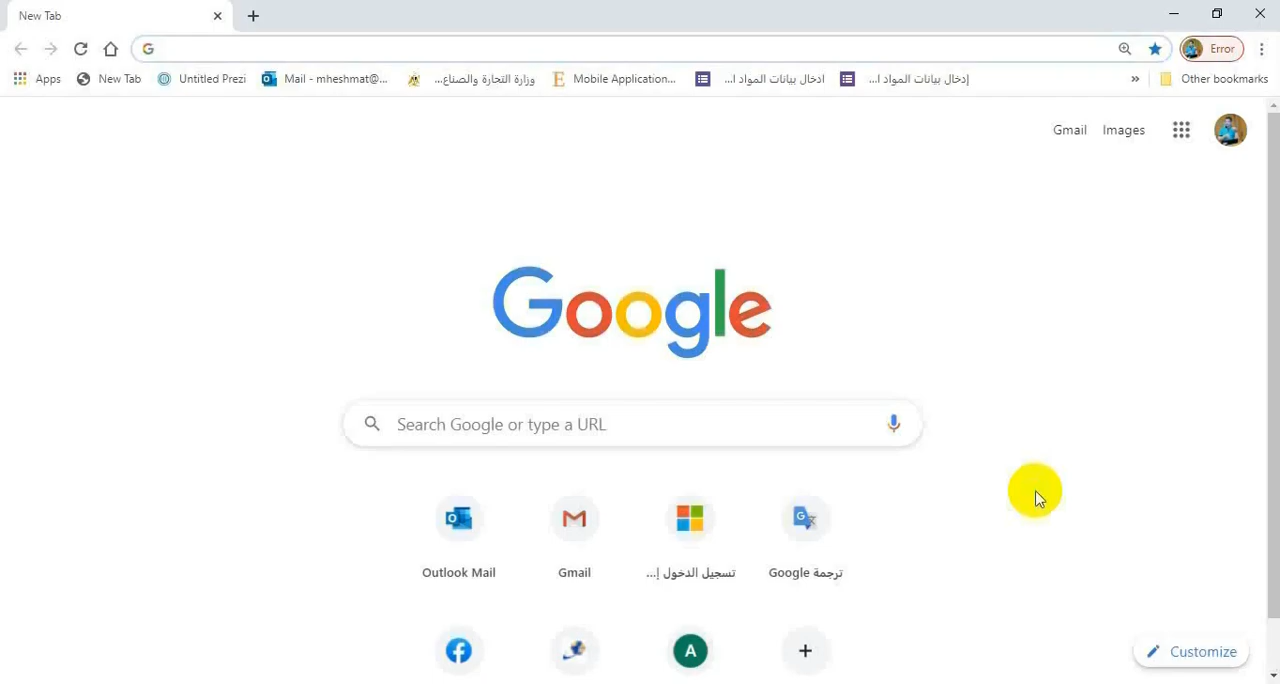 New Tab
Error
Apps
New Tab
Untitled Prezi
Mail - mheshmat@...
وزارة التجارة والصناع...
Mobile Application...
ادخال بيانات المواد ا...
إدخال بيانات المواد ا...
»
Other bookmarks
Gmail
Images
Google
Search Google or type a URL
Outlook Mail
Gmail
تسجيل الدخول إ...
ترجمة Google
A
Customize